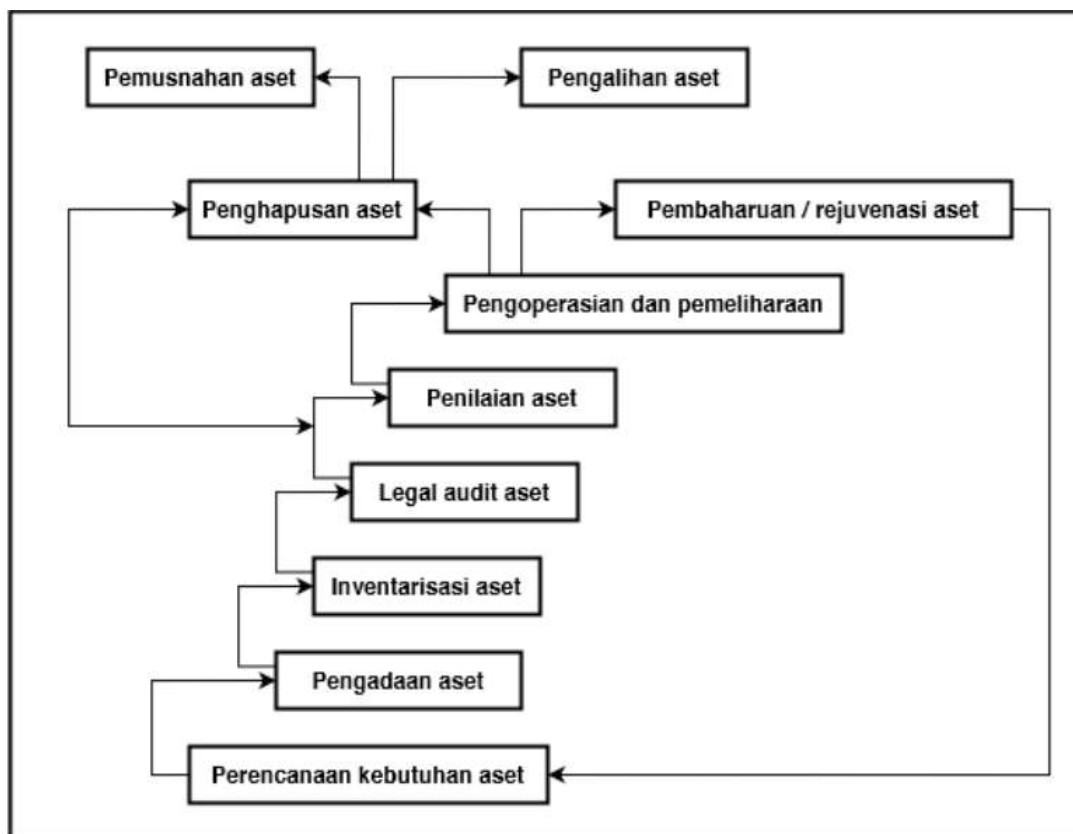 Pemusnahan aset
Pengalihan aset
Penghapusan aset
Pembaharuan / rejuvenasi aset
Pengoperasian dan pemeliharaan
Penilaian aset
Legal audit aset
Inventarisasi aset
Pengadaan aset
Perencanaan kebutuhan aset